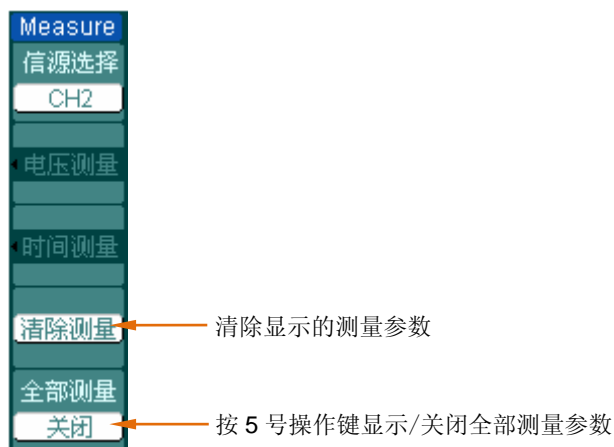 Measure
信源选择
CH2
电压测量
时间测量
清除测量
清除显示的测量参数
全部测量
关闭
按 5 号操作键显示/关闭全部测量参数